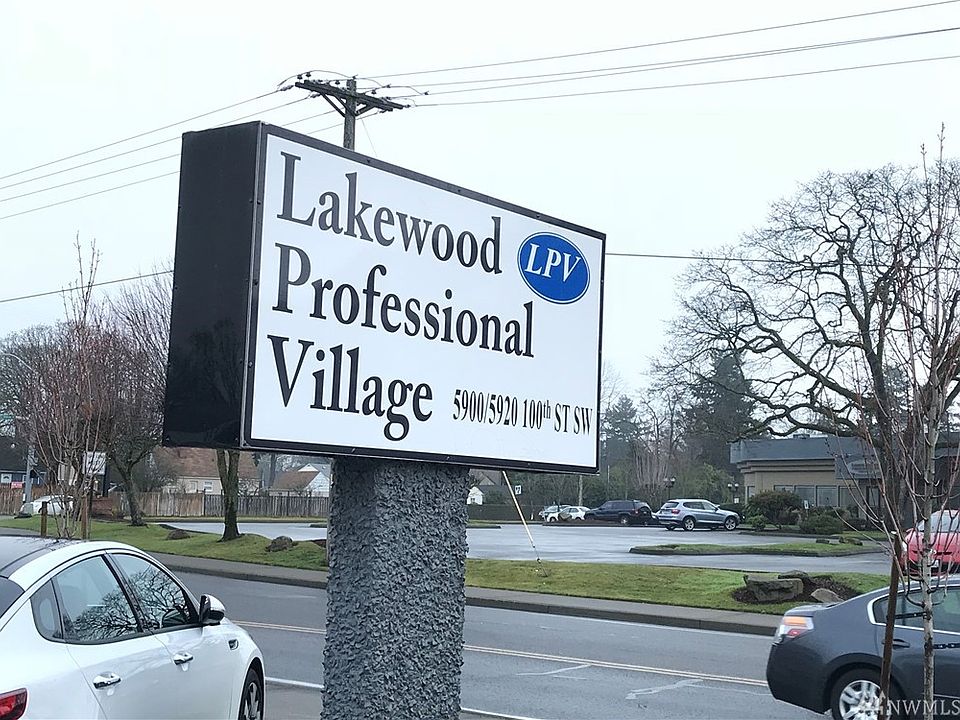 Lakewood
Professional
Village
LPV
5900/5920 100th ST SW
NWMLS